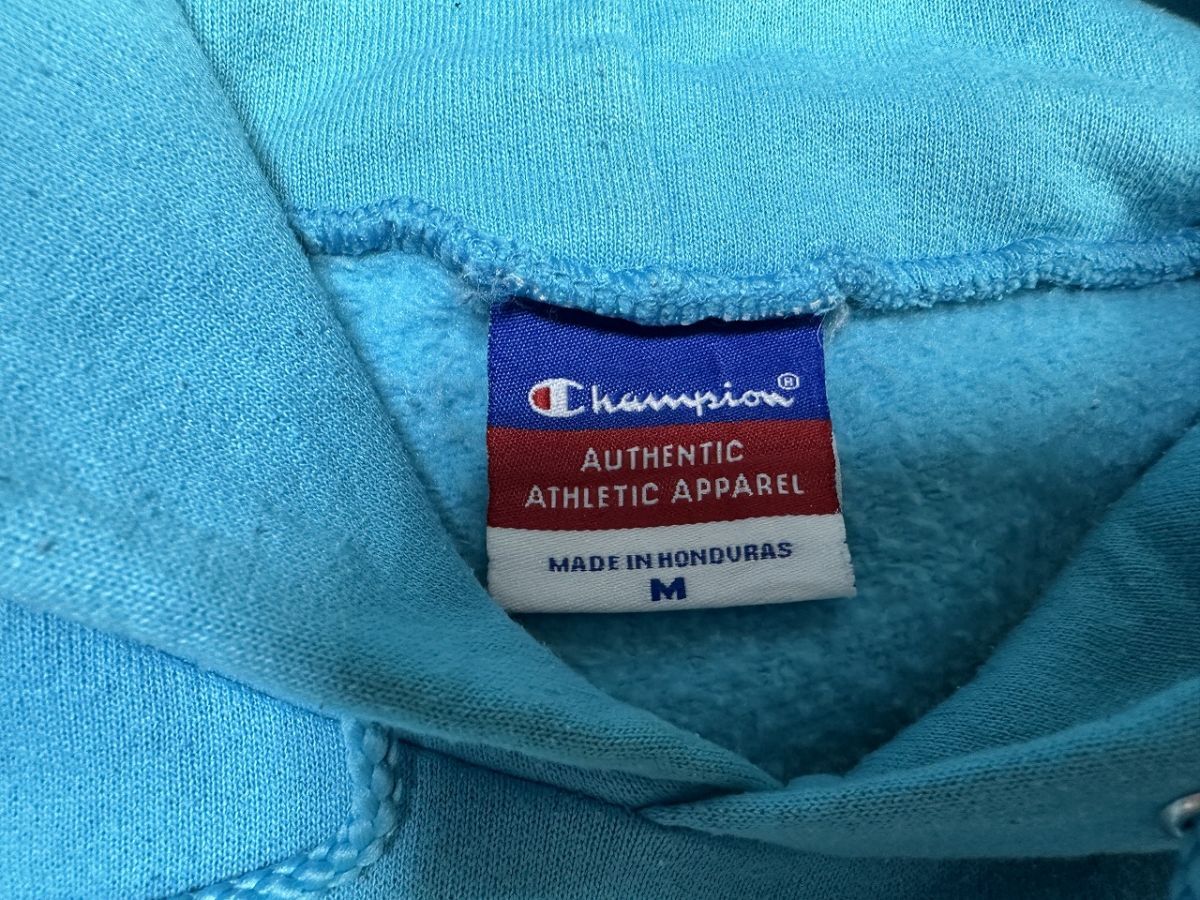 Champion®
AUTHENTIC
ATHLETIC APPAREL
MADE IN HONDURAS
M